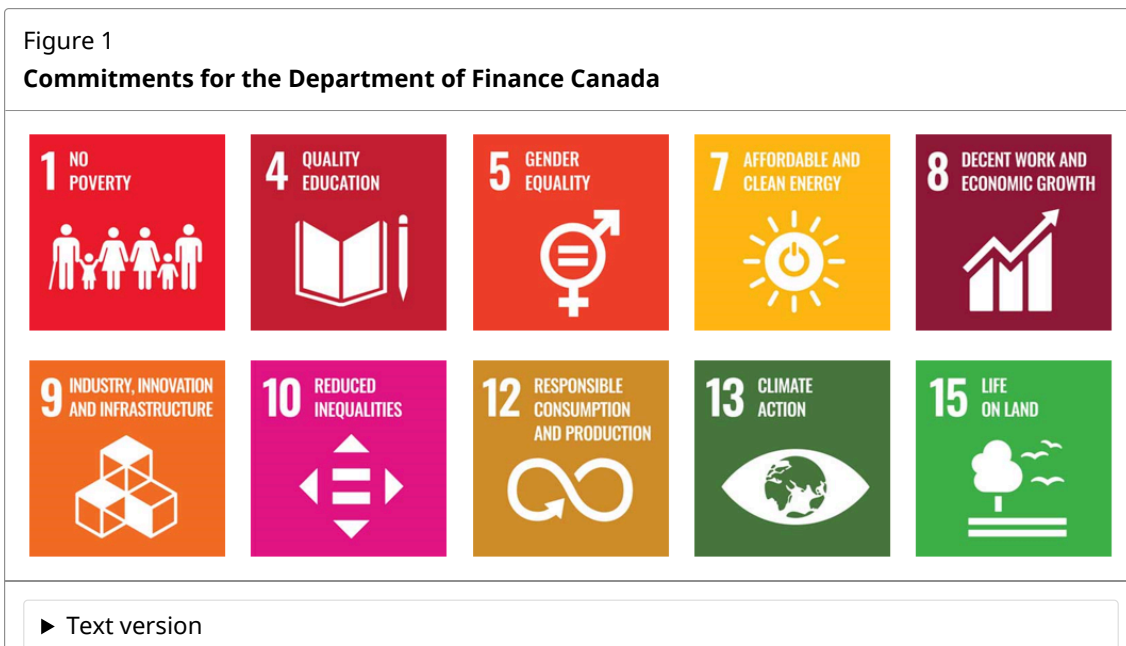 Figure 1
Commitments for the Department of Finance Canada
1 NO
POVERTY
4 QUALITY
EDUCATION
5 GENDER
EQUALITY
7 AFFORDABLE AND
CLEAN ENERGY
8 DECENT WORK AND
ECONOMIC GROWTH
9 INDUSTRY, INNOVATION
AND INFRASTRUCTURE
10 REDUCED
INEQUALITIES
12 RESPONSIBLE
CONSUMPTION
AND PRODUCTION
13 CLIMATE
ACTION
15 LIFE
ON LAND
Text version